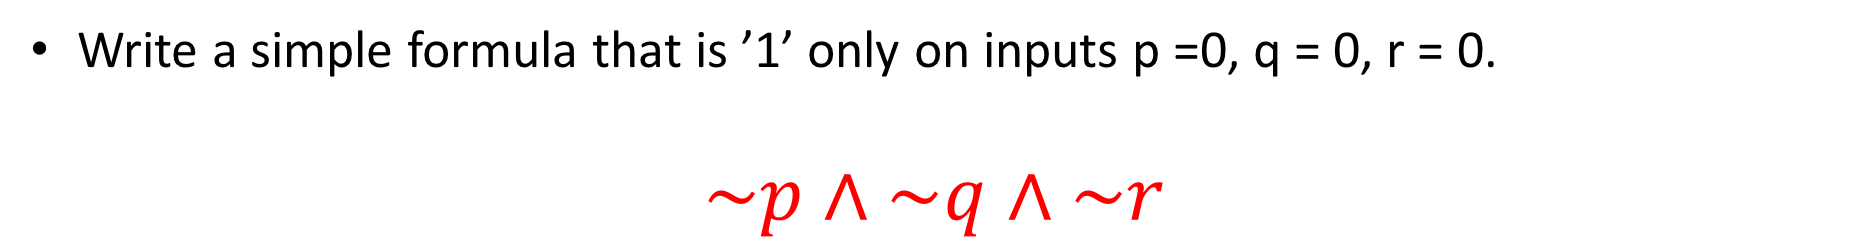 • Write a simple formula that is ’1’ only on inputs p =0, q = 0, r = 0.
~p ∧ ~q ∧ ~r